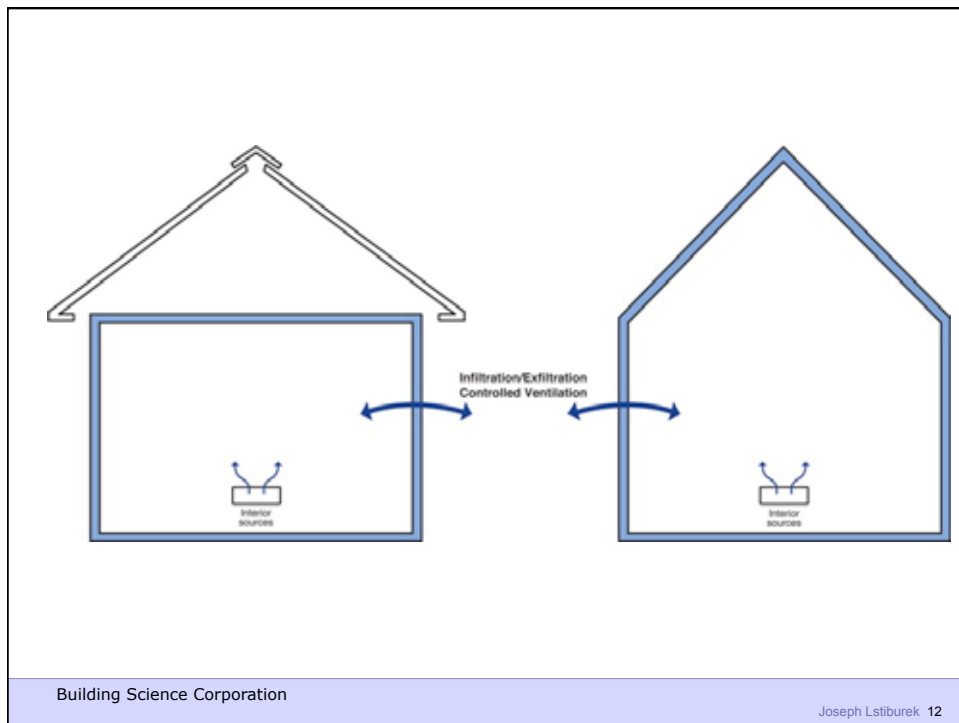 Infiltration/Exfiltration
Controlled Ventilation
Interior
sources
Interior
sources
Building Science Corporation
Joseph Lstiburek 12